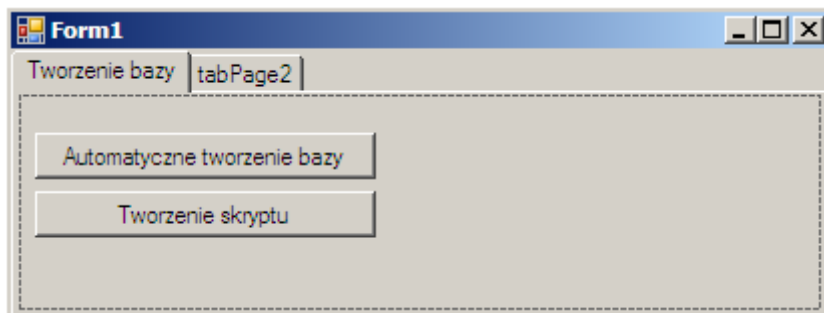 Form1
Tworzenie bazy tabPage2
Automatyczne tworzenie bazy
Tworzenie skryptu